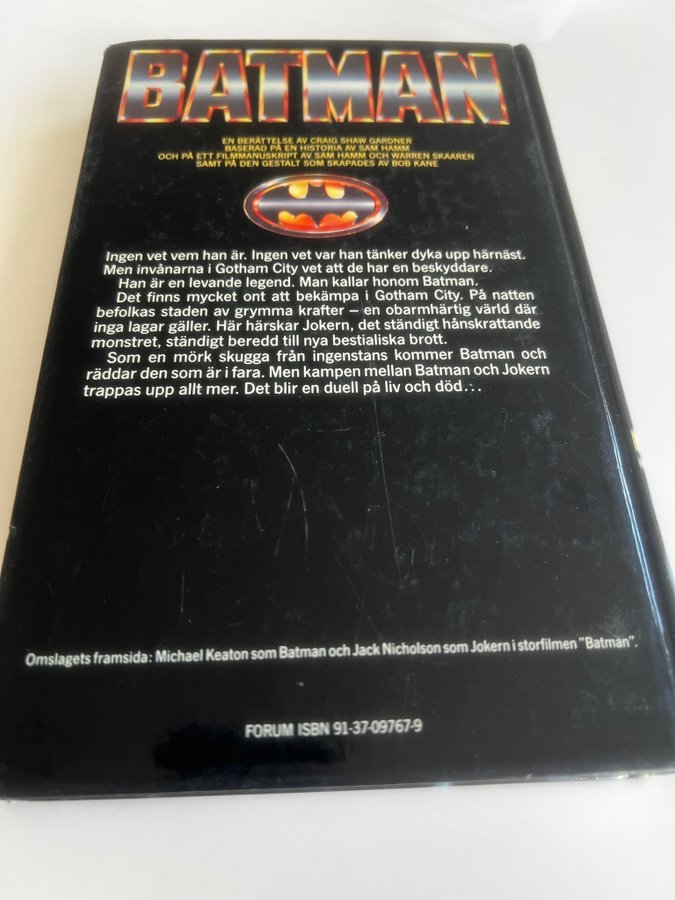 BATMAN
EN BERÄTTELSE AV CRAIG SHAW GARDNER
BASERAD PÅ EN HISTORIA AV SAM HAMM
OCH PÅ ETT FILMMANUSKRIPT AV SAM HAMM OCH WARREN SKAAREN
SAMT PÅ DEN GESTALT SOM SKAPADES AV BOB KANE
Ingen vet vem han är. Ingen vet var han tänker dyka upp härnäst.
Men invånarna i Gotham City vet att de har en beskyddare.
Han är en levande legend. Man kallar honom Batman.
Det finns mycket ont att bekämpa i Gotham City. På natten
befolkas staden av grymma krafter – en obarmhärtig värld där
inga lagar gäller. Här härskar Jokern, det ständigt hånskrattande
monstret, ständigt beredd till nya bestialiska brott.
Som en mörk skugga från ingenstans kommer Batman och
räddar den som är i fara. Men kampen mellan Batman och Jokern
trappas upp allt mer. Det blir en duell på liv och död...
Omslagets framsida: Michael Keaton som Batman och Jack Nicholson som Jokern i storfilmen "Batman".
FORUM ISBN 91-37-09767-9